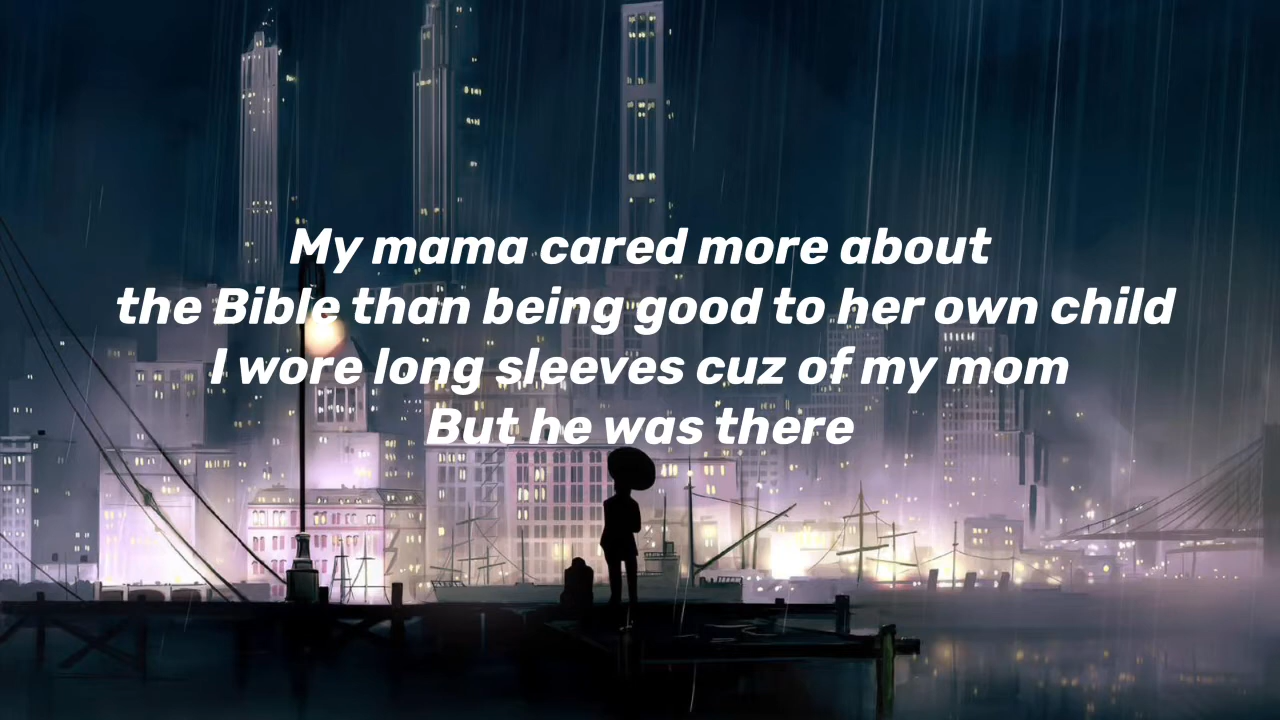 My mama cared more about
the Bible than being good to her own child
I wore long sleeves cuz of my mom
But he was there